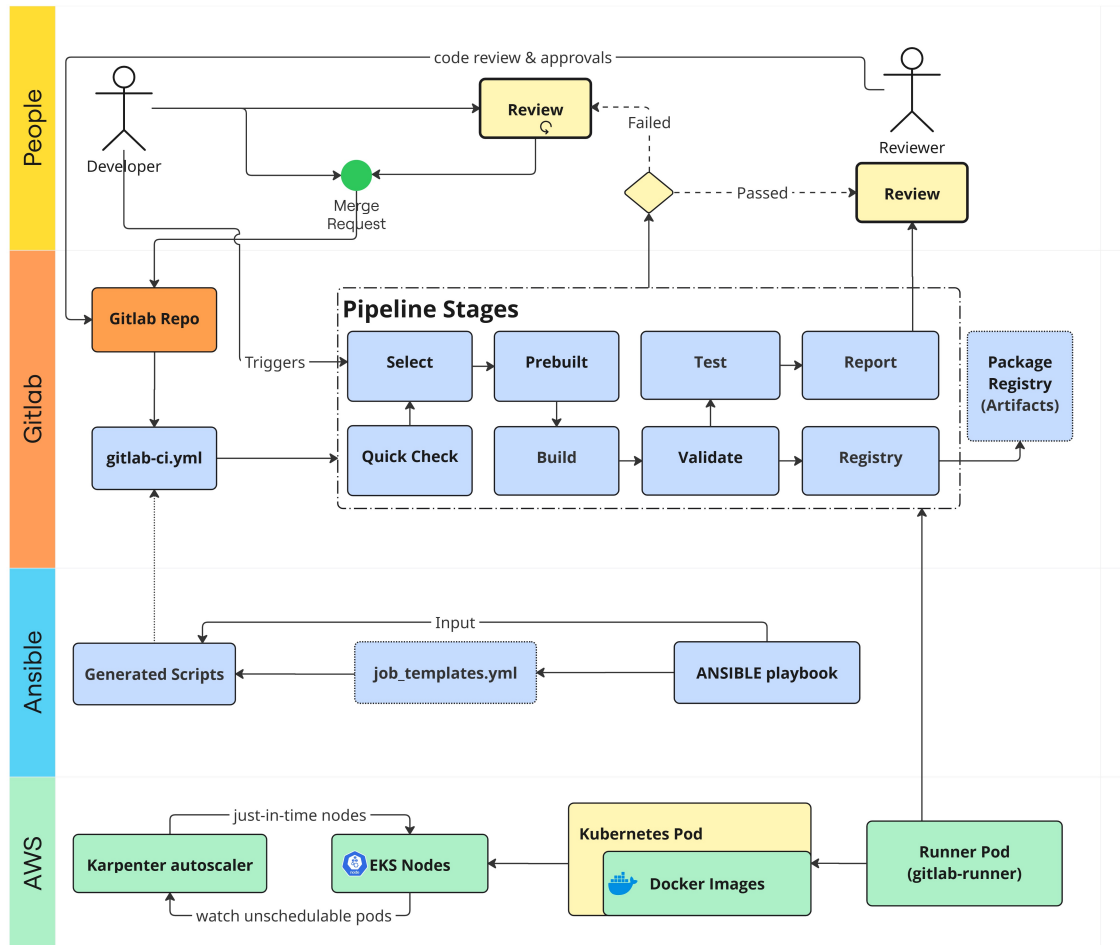 People
code review & approvals
Developer
Review
Failed
Reviewer
Merge
Request
Passed
Review
Gitlab
Gitlab Repo
Pipeline Stages
Triggers
Select
Prebuilt
Test
Report
Package
Registry
(Artifacts)
gitlab-ci.yml
Quick Check
Build
Validate
Registry
Ansible
Input
Generated Scripts
job_templates.yml
ANSIBLE playbook
AWS
just-in-time nodes
Karpenter autoscaler
EKS Nodes
watch unschedulable pods
Kubernetes Pod
Docker Images
Runner Pod
(gitlab-runner)